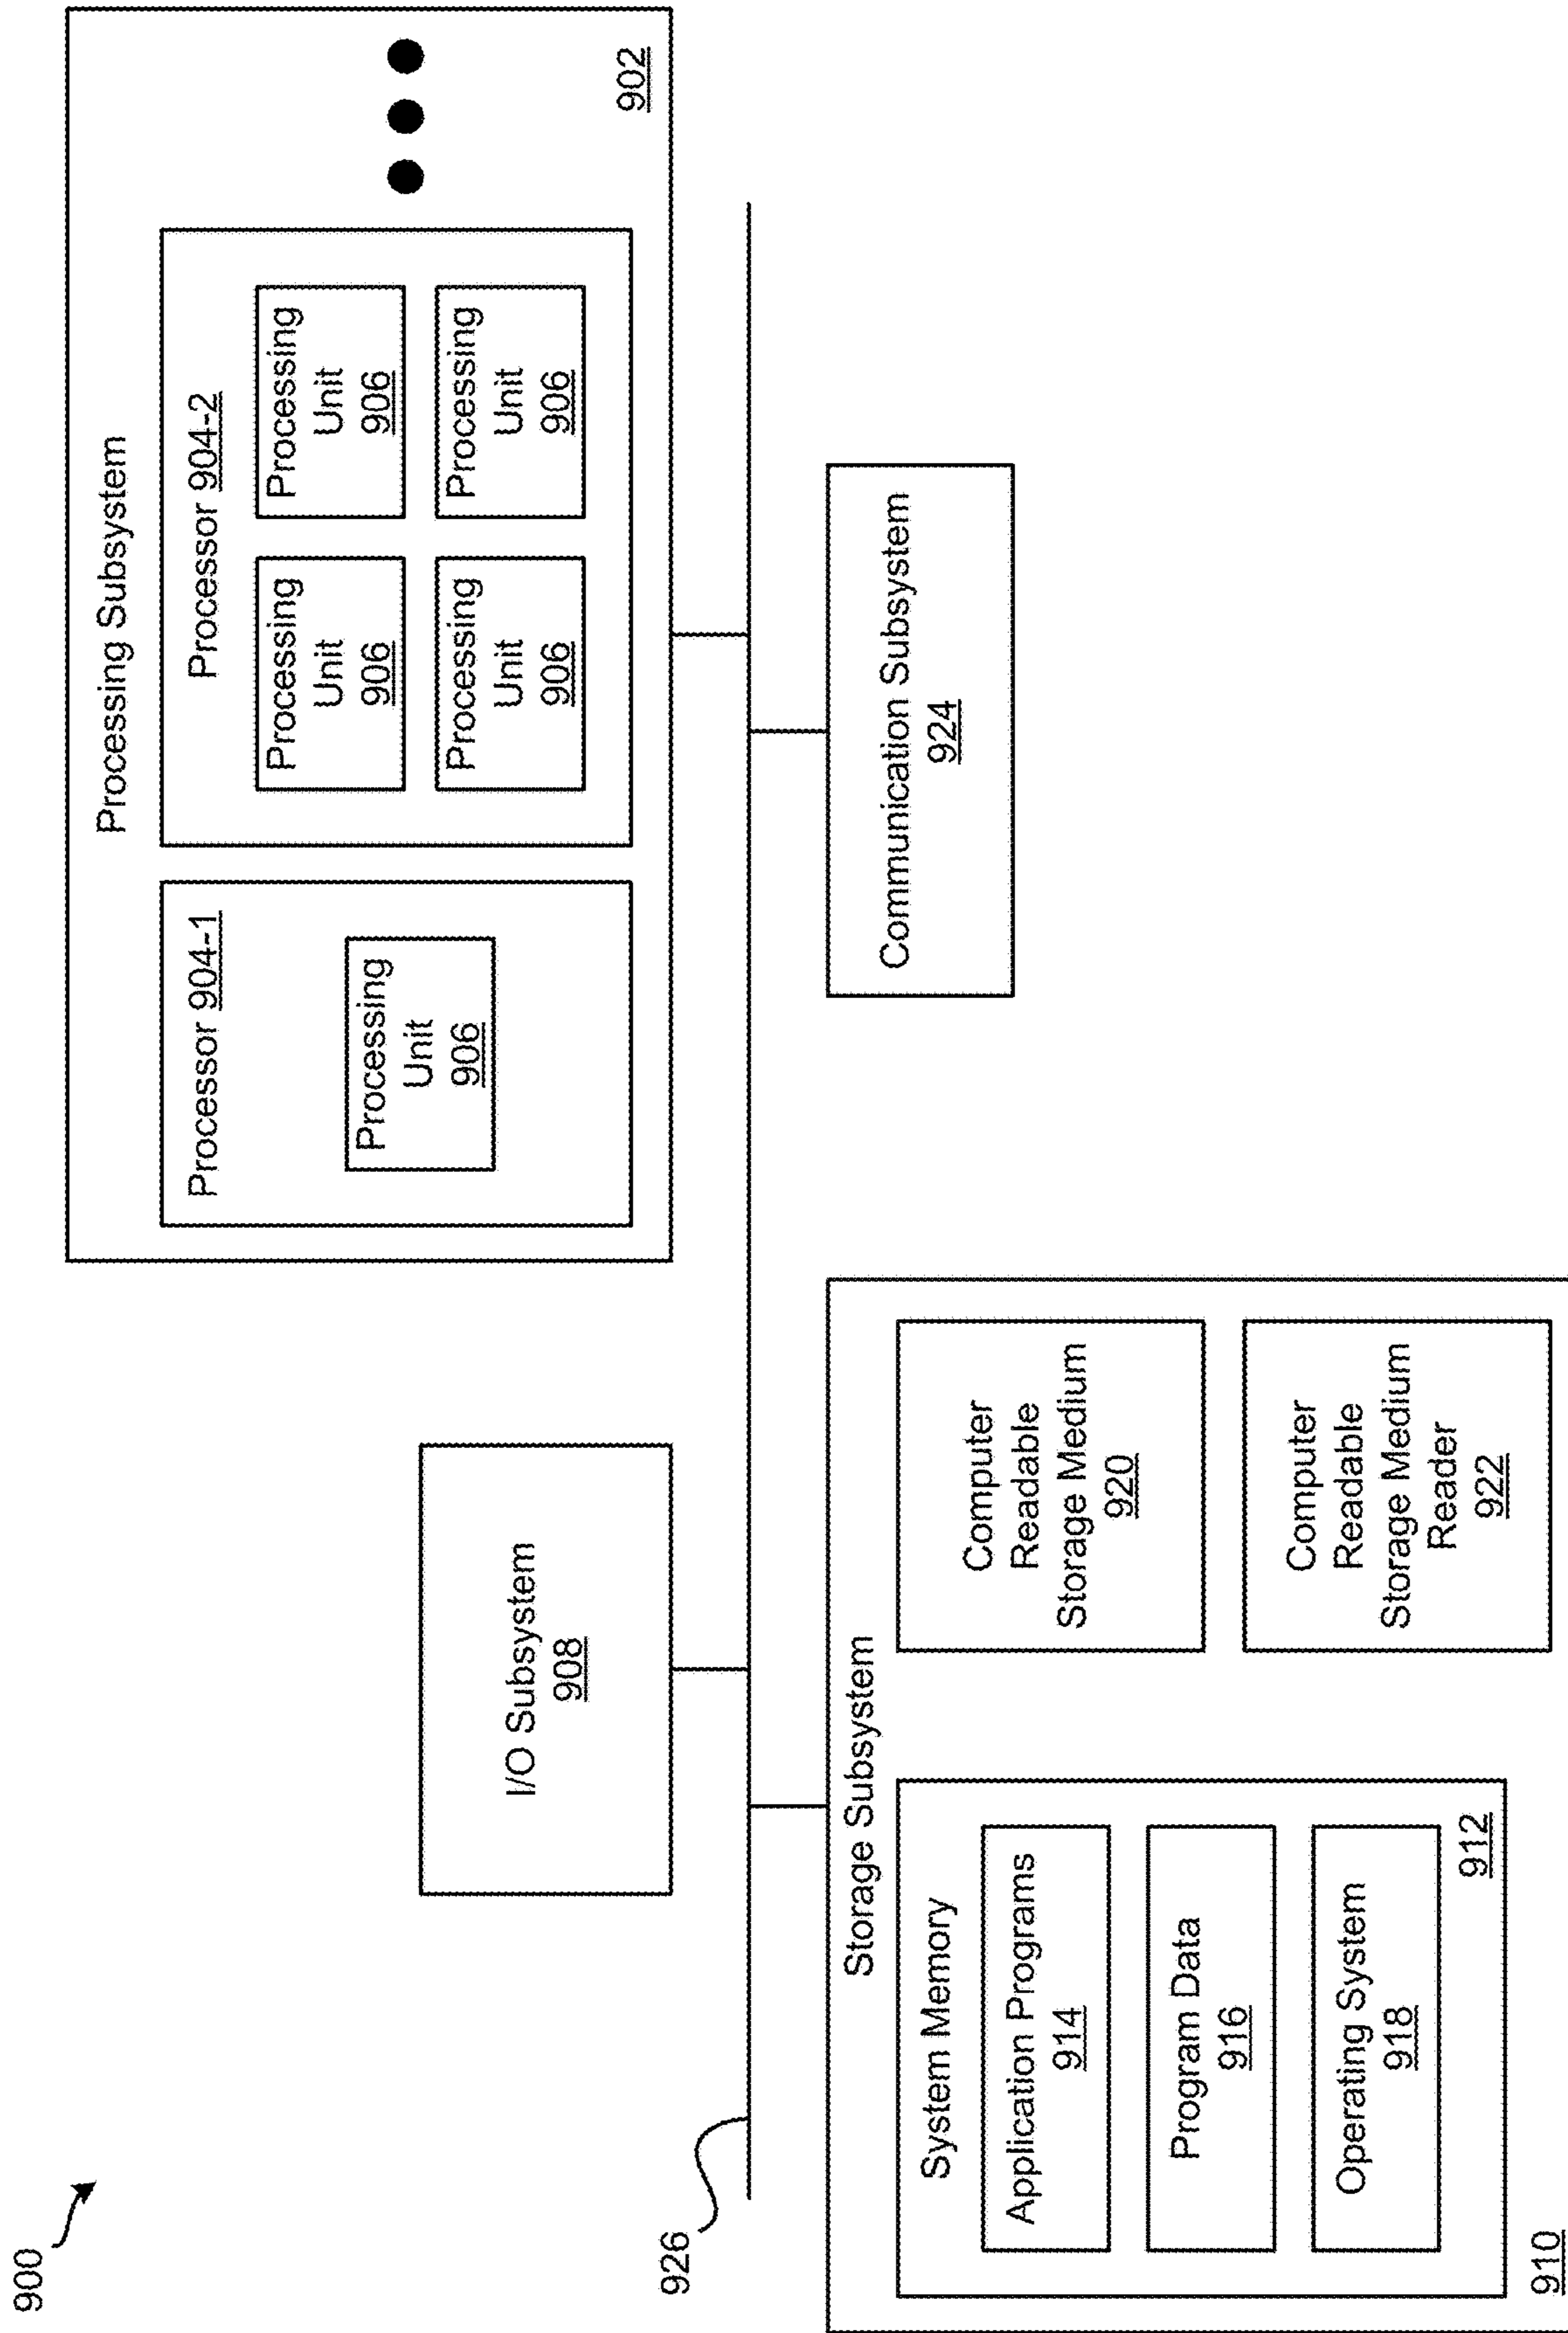 900
I/O Subsystem
908
Processing Subsystem
Processor 904-1
Processing
Unit
906
Processor 904-2
Processing
Unit
906
Processing
Unit
906
Processing
Unit
906
Processing
Unit
906
902
926
Storage Subsystem
System Memory
Application Programs
914
Program Data
916
Operating System
918
912
Computer
Readable
Storage Medium
920
Computer
Readable
Storage Medium
Reader
922
910
Communication Subsystem
924